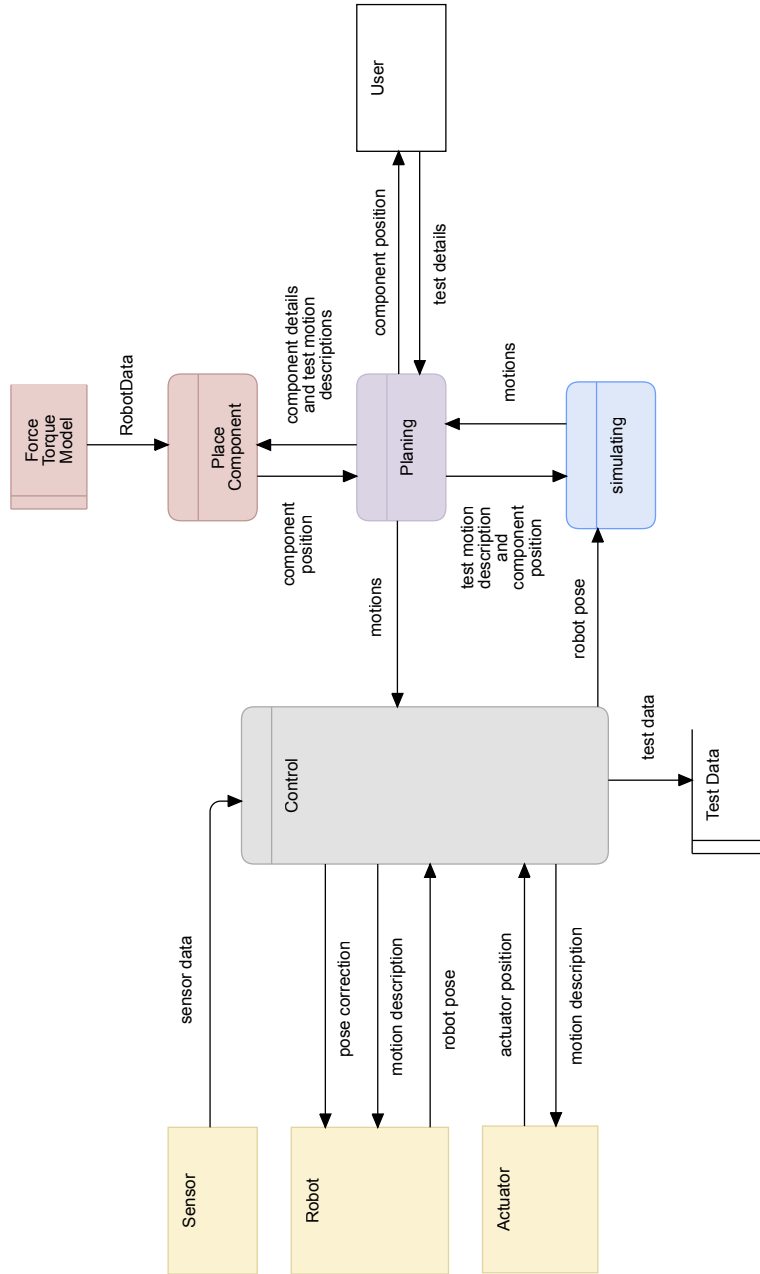 Force
Torque
Model
RobotData
Sensor
sensor data
Place
Component
Control
component
position
component details
and test motion
descriptions
Robot
pose correction
motions
User
component position
motion description
Planing
test details
robot pose
test motion
description
and
component
position
Actuator
actuator position
motions
motion description
robot pose
simulating
test data
Test Data